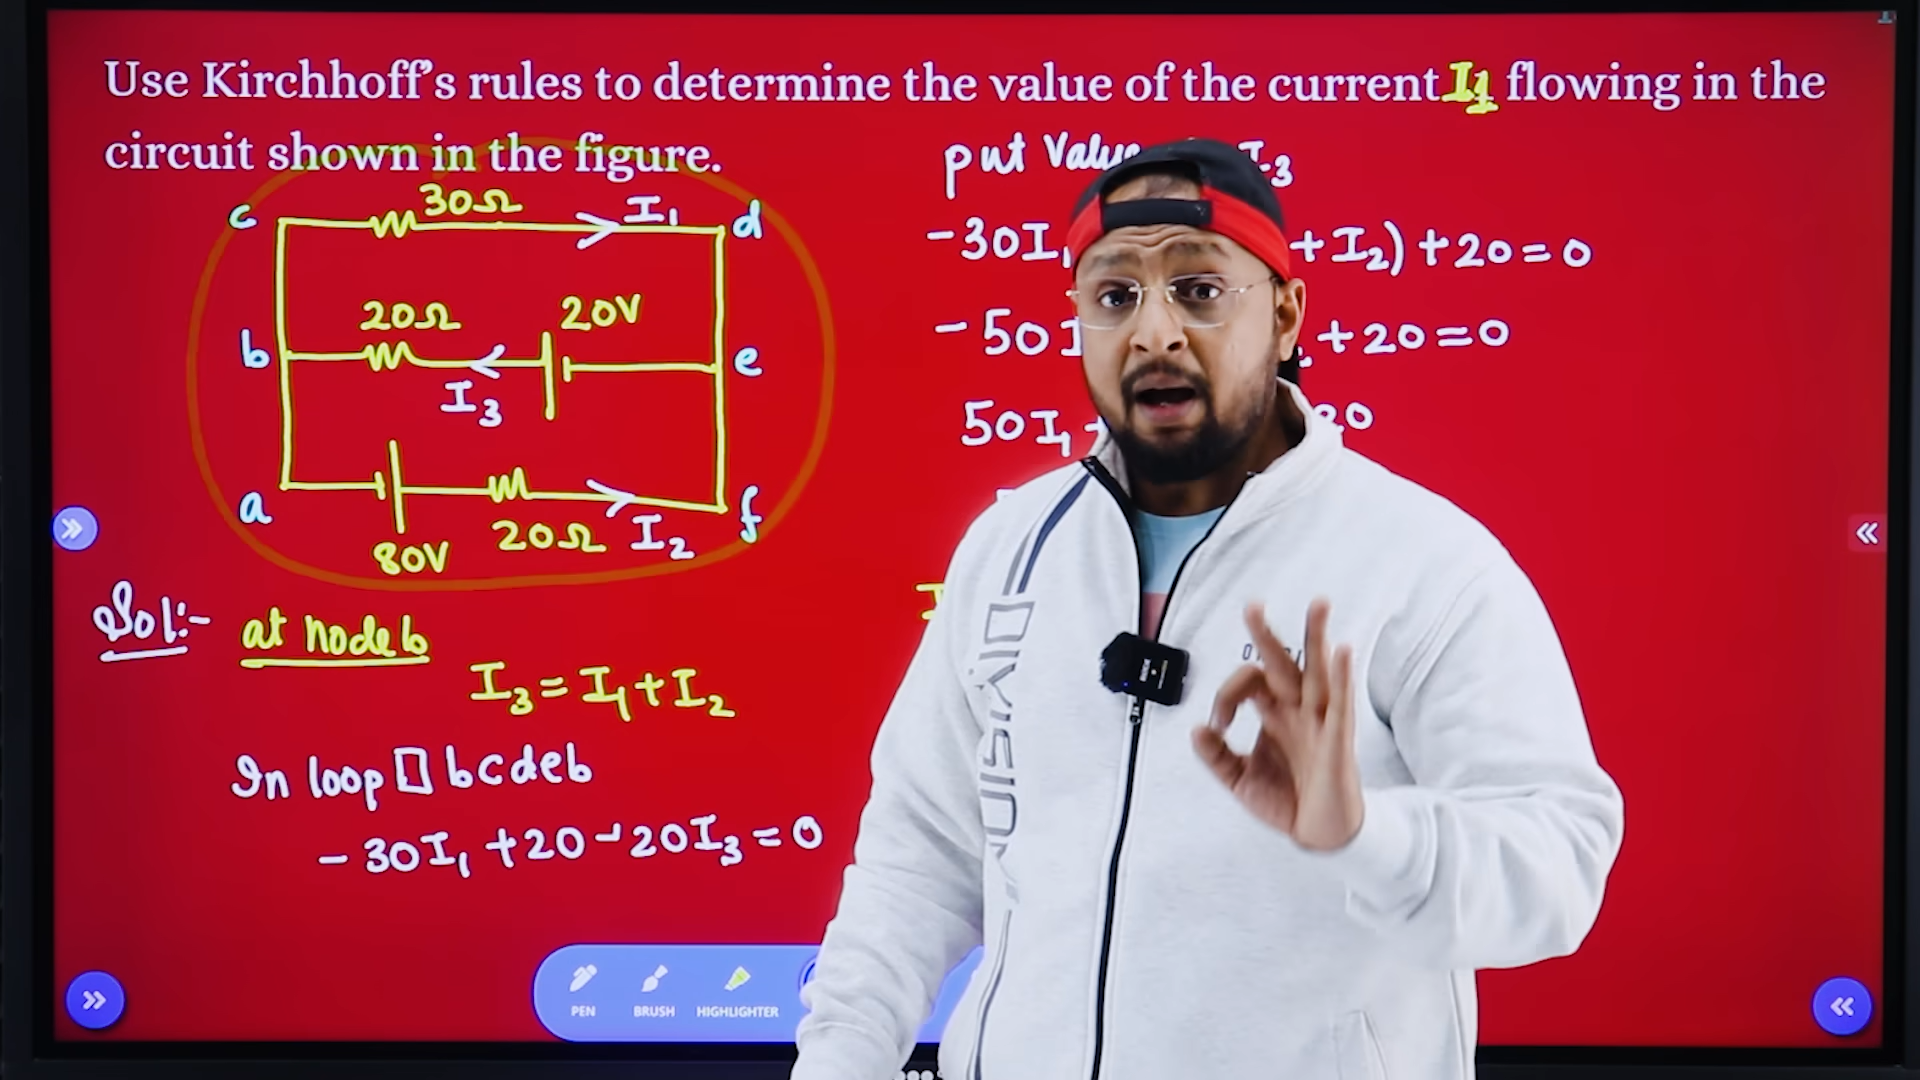 Use Kirchhoff's rules to determine the value of the current I1 flowing in the
circuit shown in the figure.
c 30Ω I1 d
b 20Ω 20V e
I3
a 80V 20Ω I2 f
Sol:- at node b
I3 = I1 + I2
In loop bcdeb
-30I1 + 20 - 20I3 = 0
put I3
-30I1 + I2) + 20 = 0
-50I + 20 = 0
50I1
DIVISION
PEN BRUSH HIGHLIGHTER